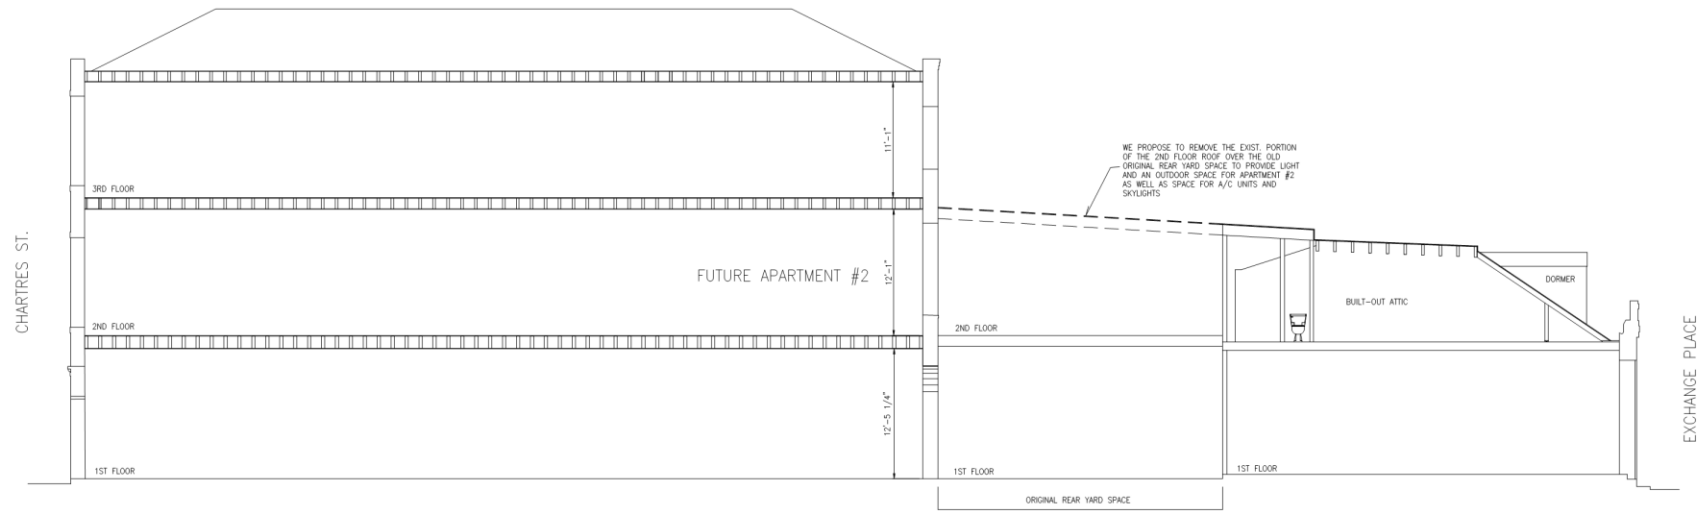 WE PROPOSE TO REMOVE THE EXIST. PORTION
OF THE 2ND FLOOR ROOF OVER THE OLD
ORIGINAL REAR YARD SPACE TO PROVIDE LIGHT
AND AN OUTDOOR SPACE FOR APARTMENT #2
AS WELL AS SPACE FOR A/C UNITS AND
SKYLIGHTS
11'-1"
3RD FLOOR
CHARTRES ST.
FUTURE APARTMENT #2
12'-1"
DORMER
BUILT-OUT ATTIC
2ND FLOOR
2ND FLOOR
EXCHANGE PLACE
12'-5 1/4"
1ST FLOOR
1ST FLOOR
1ST FLOOR
ORIGINAL REAR YARD SPACE